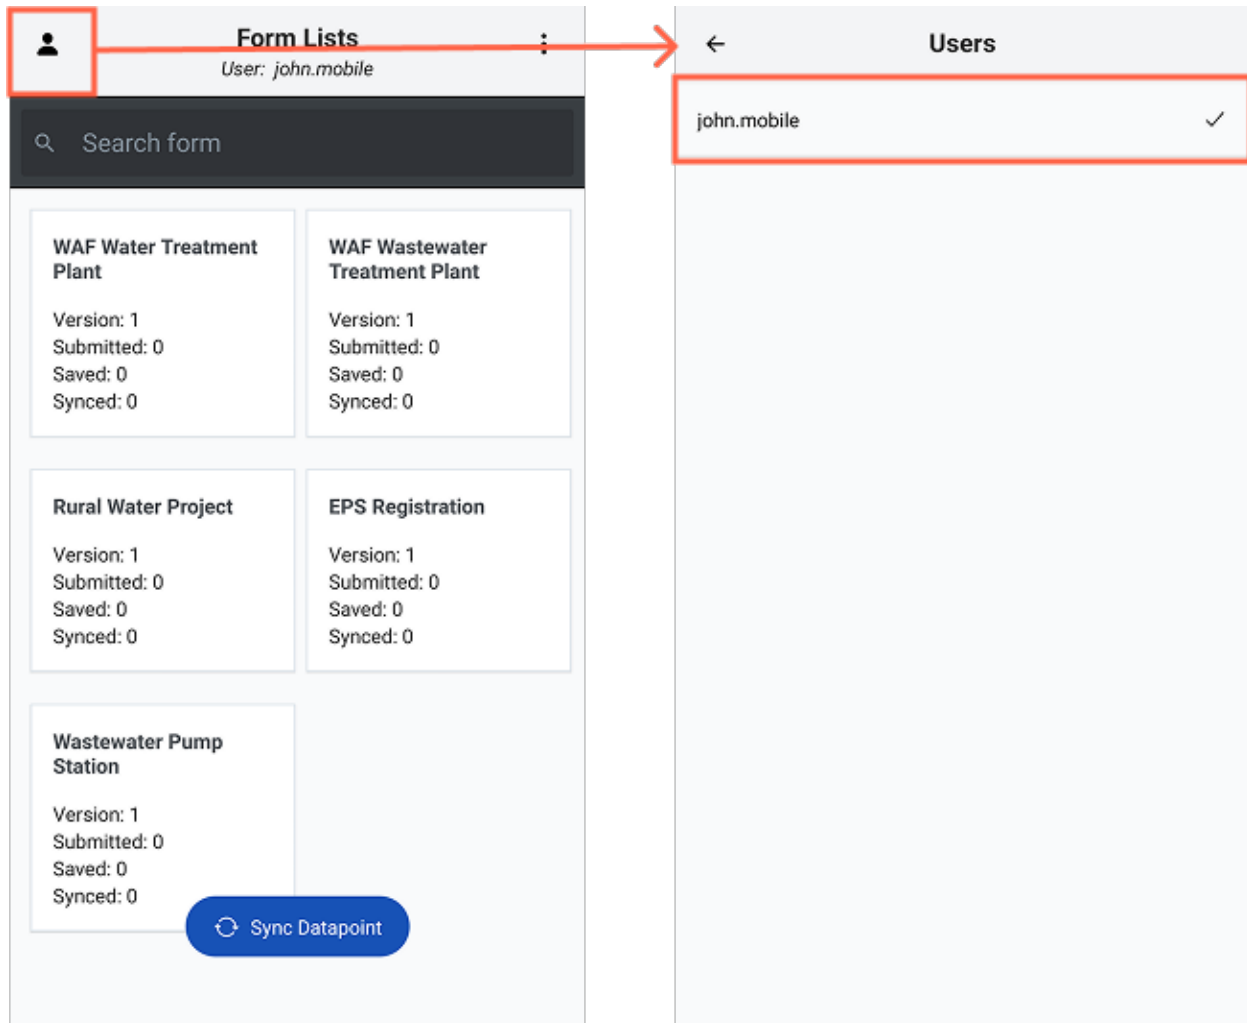 Form Lists
User: john.mobile
Search form
WAF Water Treatment
Plant
Version: 1
Submitted: 0
Saved: 0
Synced: 0
WAF Wastewater
Treatment Plant
Version: 1
Submitted: 0
Saved: 0
Synced: 0
Rural Water Project
Version: 1
Submitted: 0
Saved: 0
Synced: 0
EPS Registration
Version: 1
Submitted: 0
Saved: 0
Synced: 0
Wastewater Pump
Station
Version: 1
Submitted: 0
Saved: 0
Synced: 0
Sync Datapoint
Users
john.mobile